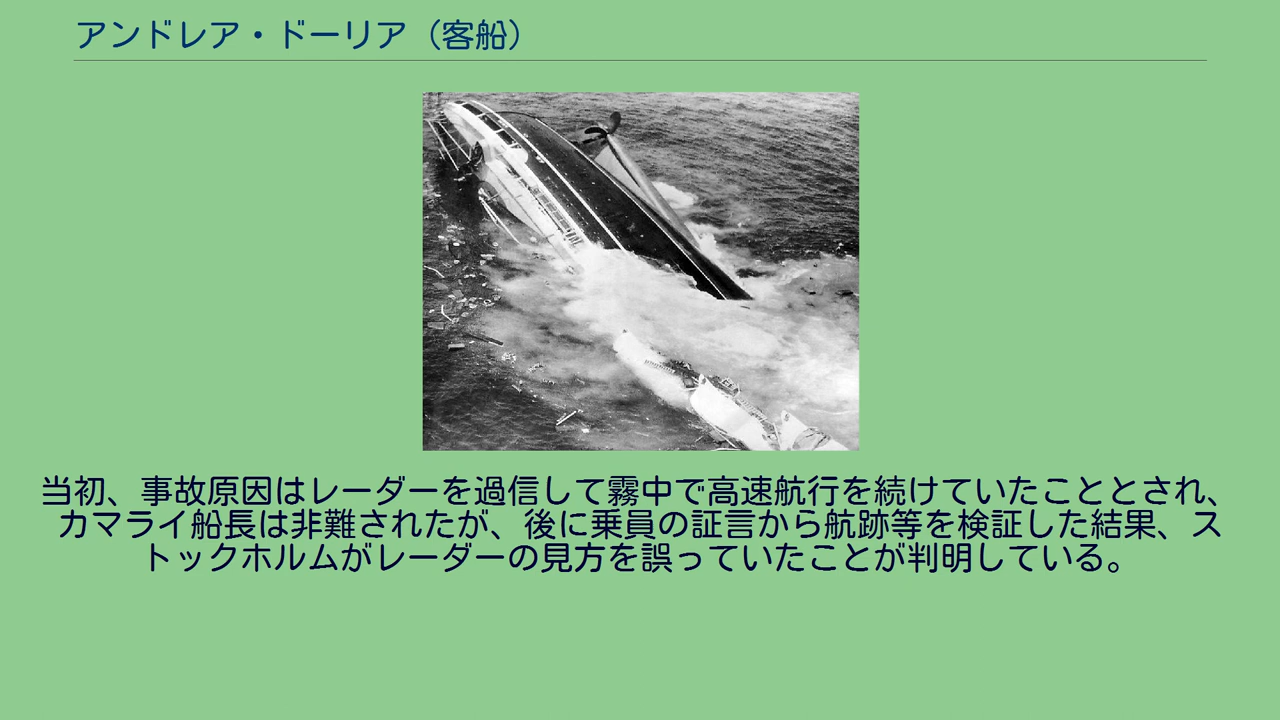 アンドレア・ドーリア（客船）
当初、事故原因はレーダーを過信して霧中で高速航行を続けていたこととされ、
カマライ船長は非難されたが、後に乗員の証言から航跡等を検証した結果、ス
トックホルムがレーダーの見方を誤っていたことが判明している。